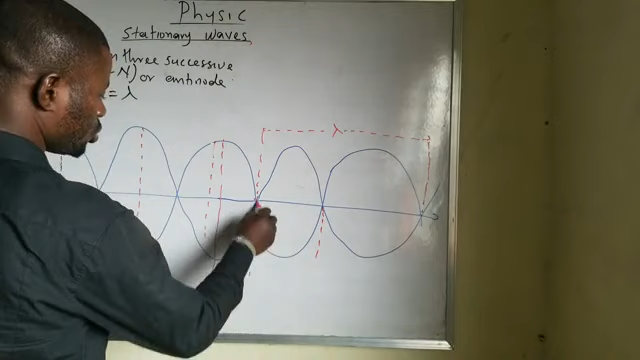 Physic
Stationary waves.
three successive
N) or antinode.
= λ
λ